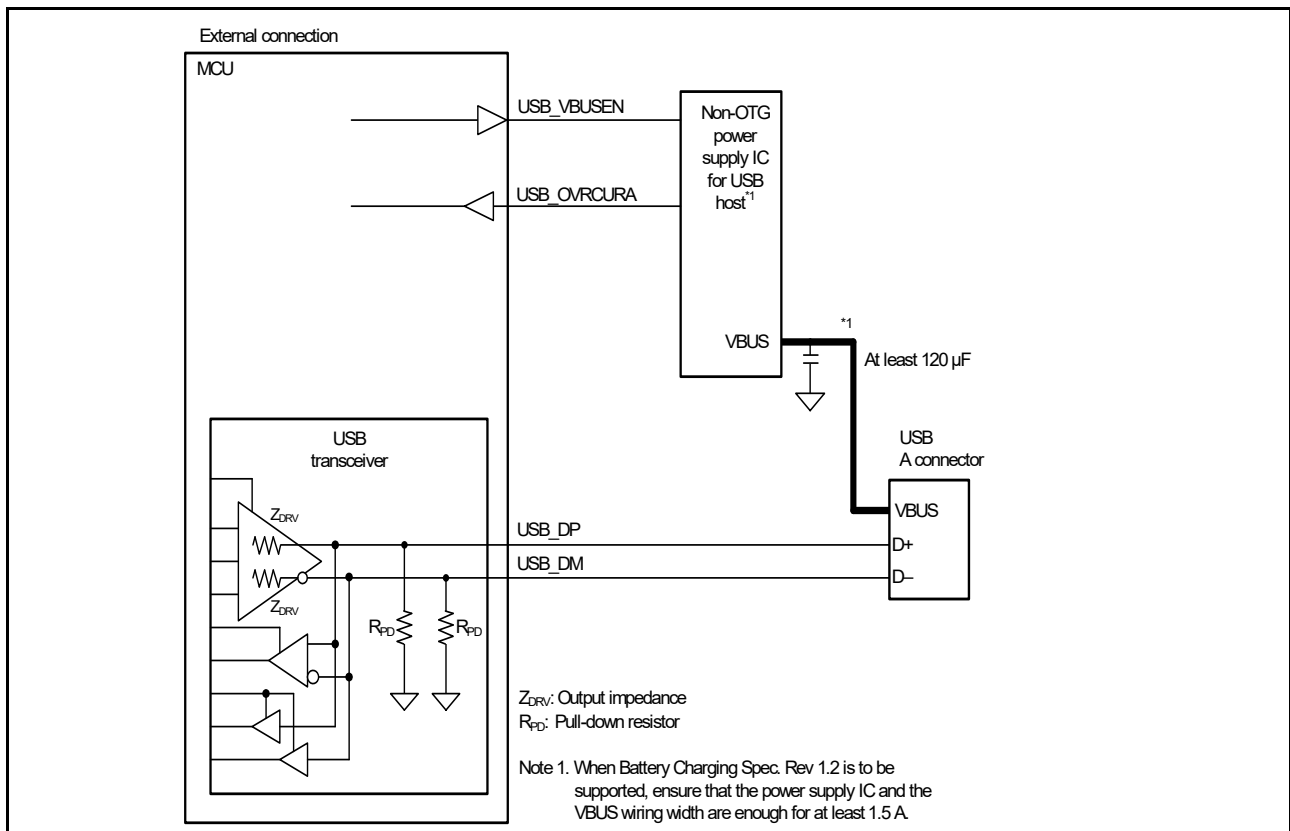 External connection
MCU
USB_VBUSEN
Non-OTG
power
supply IC
for USB
host*1
USB_OVRCURA
VBUS
*1
At least 120 µF
USB
transceiver
USB
A connector
VBUS
ZDRV
USB_DP
D+
USB_DM
D–
ZDRV
RPD
RPD
ZDRV: Output impedance
RPD: Pull-down resistor
Note 1. When Battery Charging Spec. Rev 1.2 is to be
supported, ensure that the power supply IC and the
VBUS wiring width are enough for at least 1.5 A.